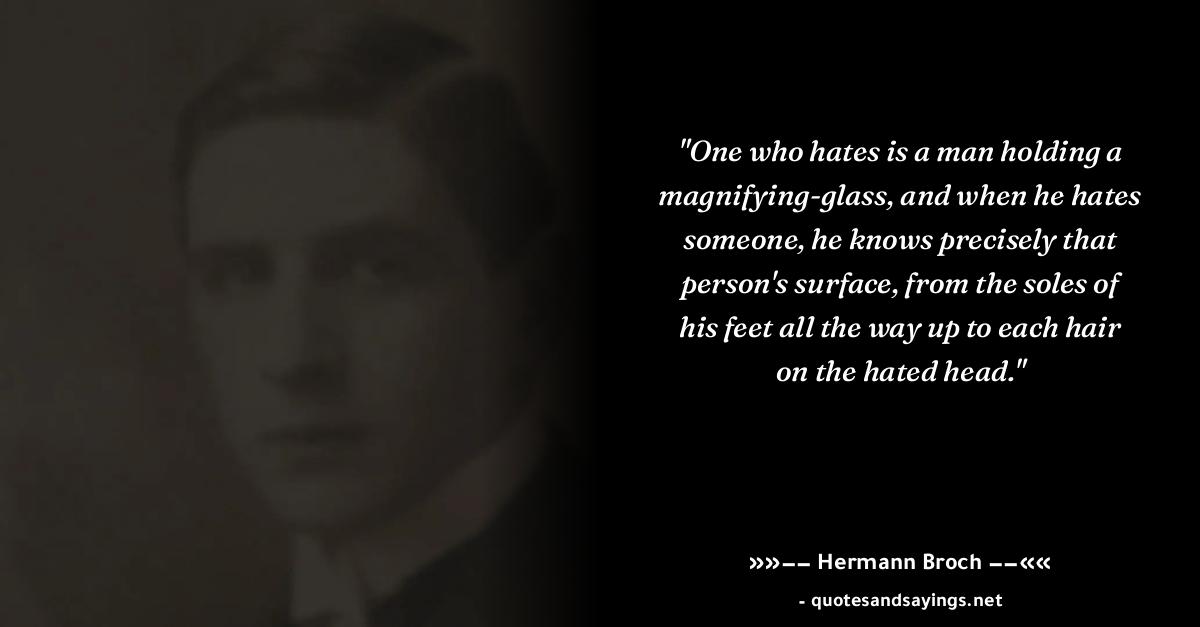 "One who hates is a man holding a
magnifying-glass, and when he hates
someone, he knows precisely that
person's surface, from the soles of
his feet all the way up to each hair
on the hated head."
»»–– Hermann Broch ––««
- quotesandsayings.net